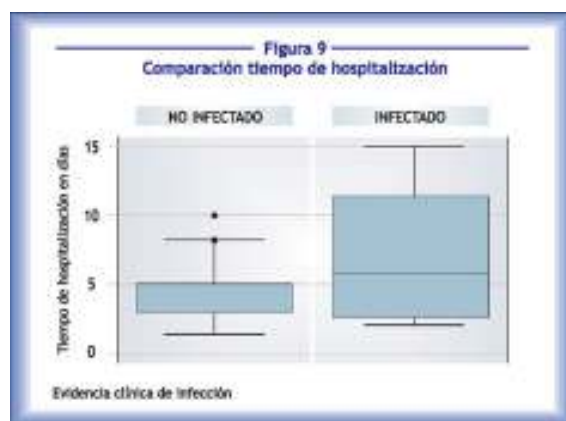 Figura 9
Comparación tiempo de hospitalización
NO INFECTADO
INFECTADO
Tiempo de hospitalización en días
15
10
5
0
Evidencia clínica de infección